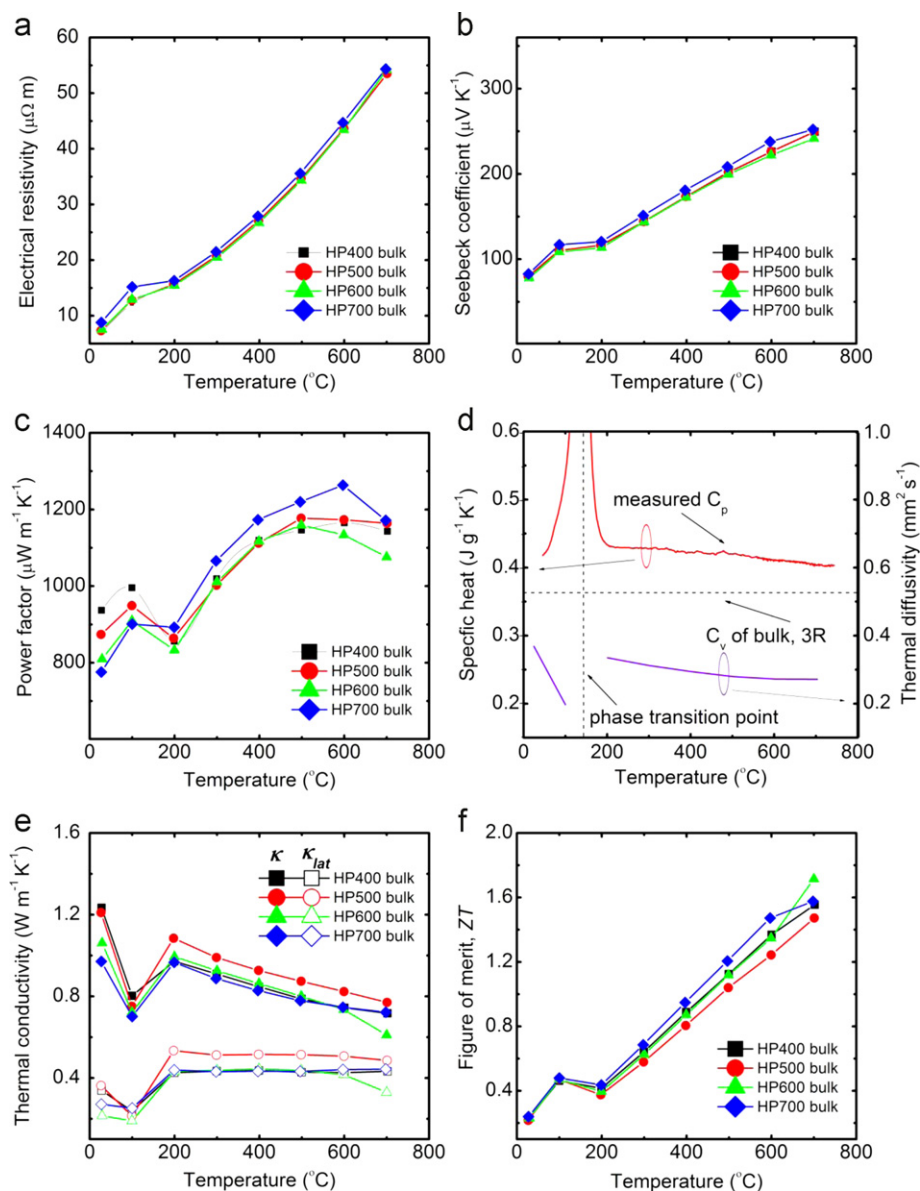 a
60
50
40
30
20
10
0
200
400
600
800
Electrical resistivity (μΩ m)
Temperature (°C)
HP400 bulk
HP500 bulk
HP600 bulk
HP700 bulk
b
300
200
100
0
0
200
400
600
800
Seebeck coefficient (μV K⁻¹)
Temperature (°C)
HP400 bulk
HP500 bulk
HP600 bulk
HP700 bulk
c
1400
1200
1000
800
0
200
400
600
800
Power factor (μW m⁻¹ K⁻¹)
Temperature (°C)
HP400 bulk
HP500 bulk
HP600 bulk
HP700 bulk
d
0.6
0.5
0.4
0.3
0.2
0
200
400
600
800
1.0
0.8
0.6
0.4
0.2
Specfic heat (J g⁻¹ K⁻¹)
Thermal diffusivity (mm² s⁻¹)
measured Cp
Cv of bulk, 3R
phase transition point
Temperature (°C)
e
1.6
1.2
0.8
0.4
0
200
400
600
800
Thermal conductivity (W m⁻¹ K⁻¹)
Temperature (°C)
κ κlat
HP400 bulk
HP500 bulk
HP600 bulk
HP700 bulk
f
2.0
1.6
1.2
0.8
0.4
0.0
0
200
400
600
800
Figure of merit, ZT
Temperature (°C)
HP400 bulk
HP500 bulk
HP600 bulk
HP700 bulk